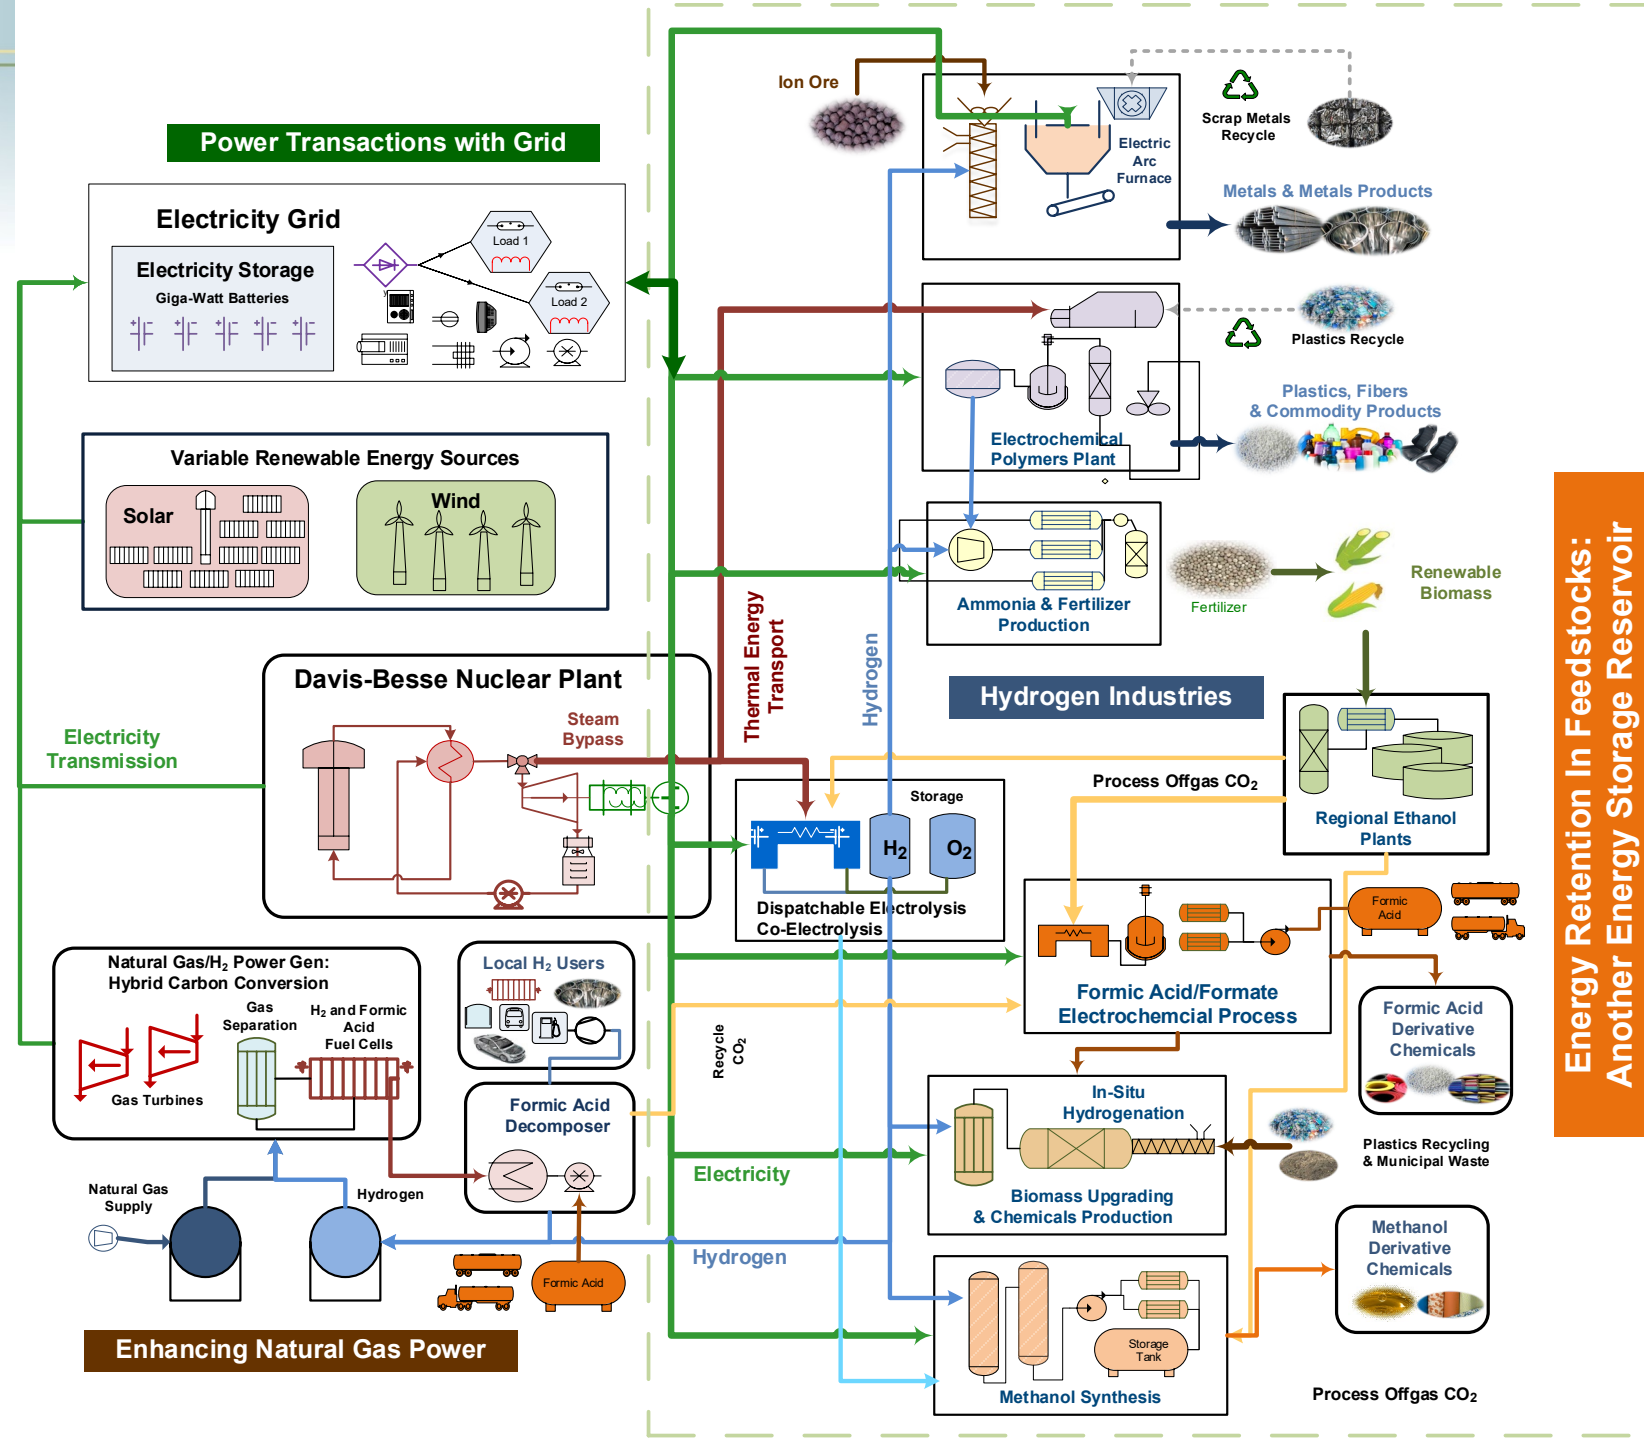 Power Transactions with Grid
Electricity Grid
Electricity Storage
Giga-Watt Batteries
Load 1
Load 2
y
Variable Renewable Energy Sources
Solar
Wind
Davis-Besse Nuclear Plant
Steam
Bypass
Electricity
Transmission
Natural Gas/H2 Power Gen:
Hybrid Carbon Conversion
Gas
Separation
H2 and Formic
Acid
Fuel Cells
Gas Turbines
Natural Gas
Supply
Hydrogen
Enhancing Natural Gas Power
Local H2 Users
Formic Acid
Decomposer
Formic Acid
Recycle
CO2
Electricity
Hydrogen
Thermal Energy
Transport
Hydrogen
Ion Ore
Electric
Arc
Furnace
Scrap Metals
Recycle
Metals & Metals Products
Plastics Recycle
Electrochemical
Polymers Plant
Plastics, Fibers
& Commodity Products
Ammonia & Fertilizer
Production
Fertilizer
Renewable
Biomass
Hydrogen Industries
Process Offgas CO2
Regional Ethanol
Plants
Storage
H2
O2
Dispatchable Electrolysis
Co-Electrolysis
Formic
Acid
Formic Acid/Formate
Electrochemcial Process
Formic Acid
Derivative
Chemicals
In-Situ
Hydrogenation
Biomass Upgrading
& Chemicals Production
Plastics Recycling
& Municipal Waste
Methanol
Derivative
Chemicals
Storage
Tank
Methanol Synthesis
Process Offgas CO2
Energy Retention In Feedstocks:
Another Energy Storage Reservoir